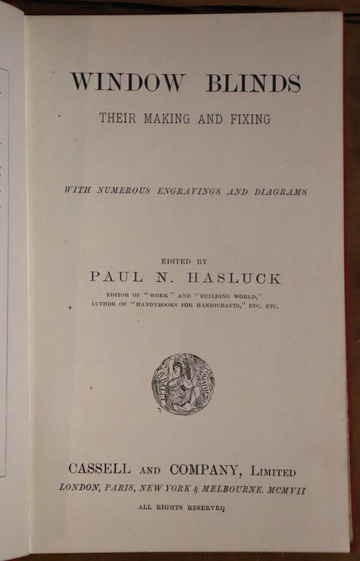 WINDOW BLINDS
THEIR MAKING AND FIXING
WITH NUMEROUS ENGRAVINGS AND DIAGRAMS
EDITED BY
PAUL N. HASLUCK
EDITOR OF "WORK" AND "BUILDING WORLD,"
AUTHOR OF "HANDYBOOKS FOR HANDICRAFTS," ETC. ETC.
CASSELL AND COMPANY, LIMITED
LONDON, PARIS, NEW YORK & MELBOURNE. MCMVII
ALL RIGHTS RESERVED